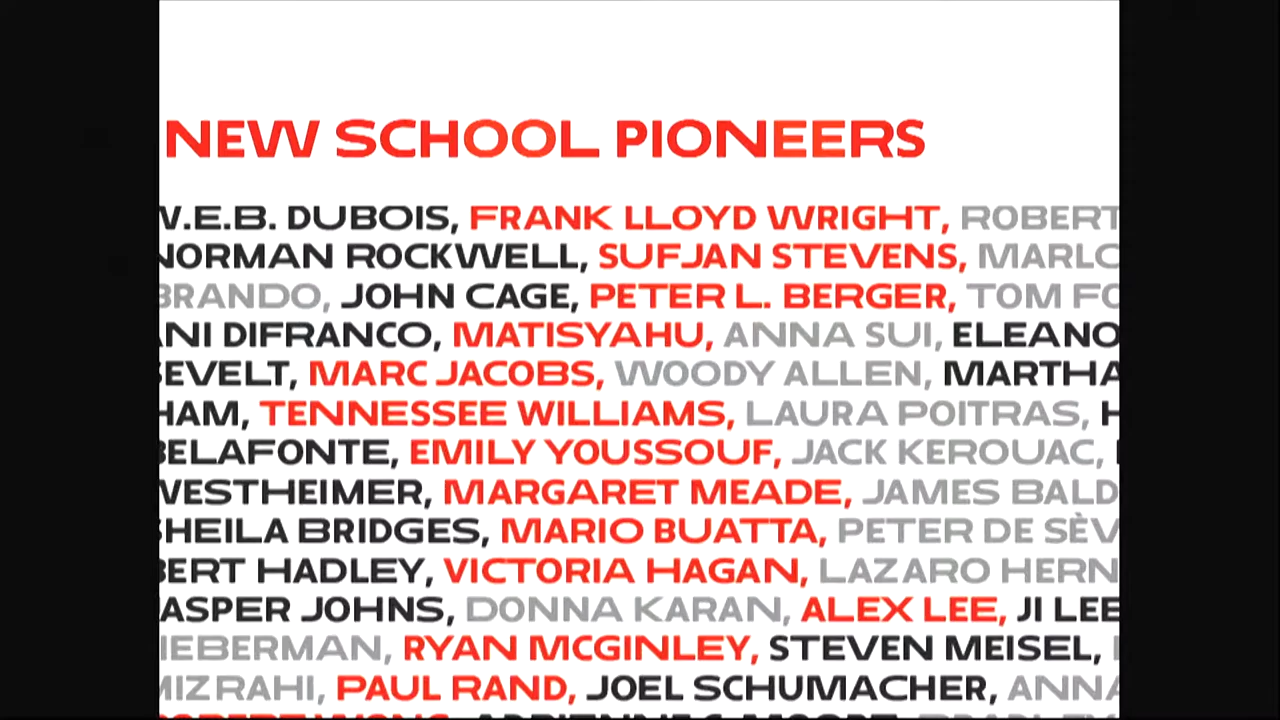 NEW SCHOOL PIONEERS
W.E.B. DUBOIS, FRANK LLOYD WRIGHT, ROBERT
NORMAN ROCKWELL, SUFJAN STEVENS, MARLO
BRANDO, JOHN CAGE, PETER L. BERGER, TOM FO
ANI DIFRANCO, MATISYAHU, ANNA SUI, ELEANO
SEVELT, MARC JACOBS, WOODY ALLEN, MARTHA
HAM, TENNESSEE WILLIAMS, LAURA POITRAS, H
BELAFONTE, EMILY YOUSSOUF, JACK KEROUAC,
WESTHEIMER, MARGARET MEADE, JAMES BALD
SHEILA BRIDGES, MARIO BUATTA, PETER DE SÈV
BERT HADLEY, VICTORIA HAGAN, LAZARO HERN
ASPER JOHNS, DONNA KARAN, ALEX LEE, JI LEE
IEBERMAN, RYAN MCGINLEY, STEVEN MEISEL,
MIZRAHI, PAUL RAND, JOEL SCHUMACHER, ANNA